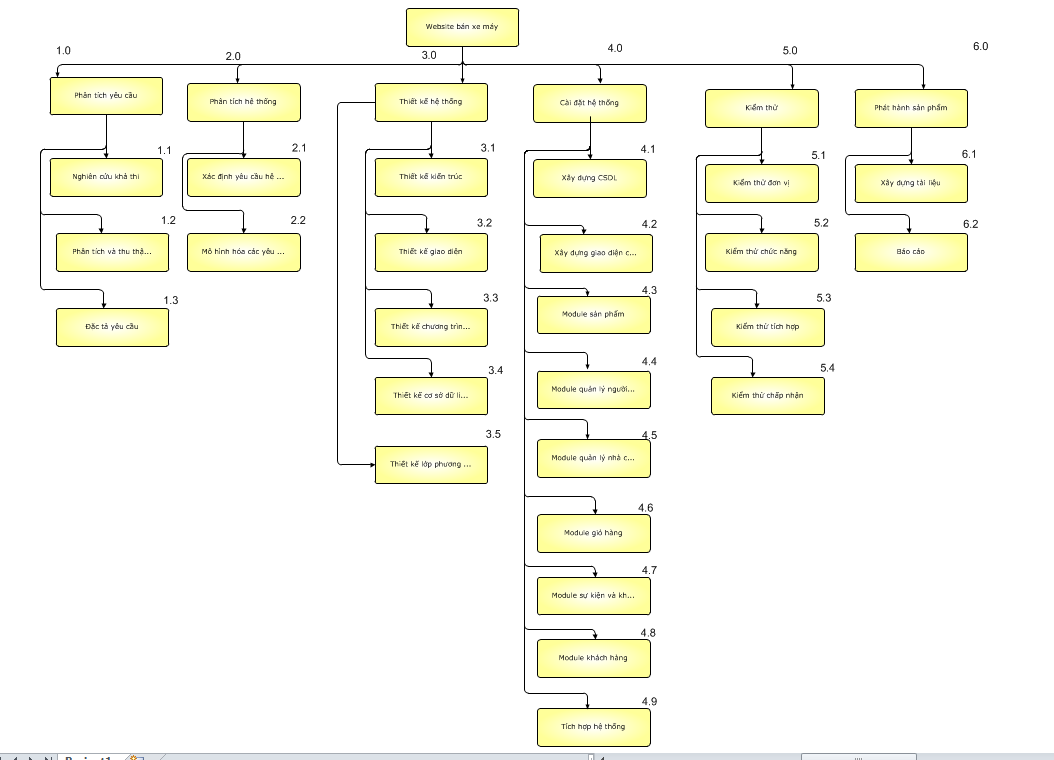 Website bán xe máy
1.0
2.0
3.0
4.0
5.0
6.0
Phân tích yêu cầu
Phân tích hệ thống
Thiết kế hệ thống
Cài đặt hệ thống
Kiểm thử
Phát hành sản phẩm
1.1
Nghiên cứu khả thi
1.2
Phân tích và thu thậ...
1.3
Đặc tả yêu cầu
2.1
Xác định yêu cầu hệ ...
2.2
Mô hình hóa các yêu ...
3.1
Thiết kế kiến trúc
3.2
Thiết kế giao diện
3.3
Thiết kế chương trìn...
3.4
Thiết kế cơ sở dữ li...
3.5
Thiết kế lớp phương ...
4.1
Xây dựng CSDL
4.2
Xây dựng giao diện c...
4.3
Module sản phẩm
4.4
Module quản lý người...
4.5
Module quản lý nhà c...
4.6
Module giỏ hàng
4.7
Module sự kiện và kh...
4.8
Module khách hàng
4.9
Tích hợp hệ thống
5.1
Kiểm thử đơn vị
5.2
Kiểm thử chức năng
5.3
Kiểm thử tích hợp
5.4
Kiểm thử chấp nhận
6.1
Xây dựng tài liệu
6.2
Báo cáo